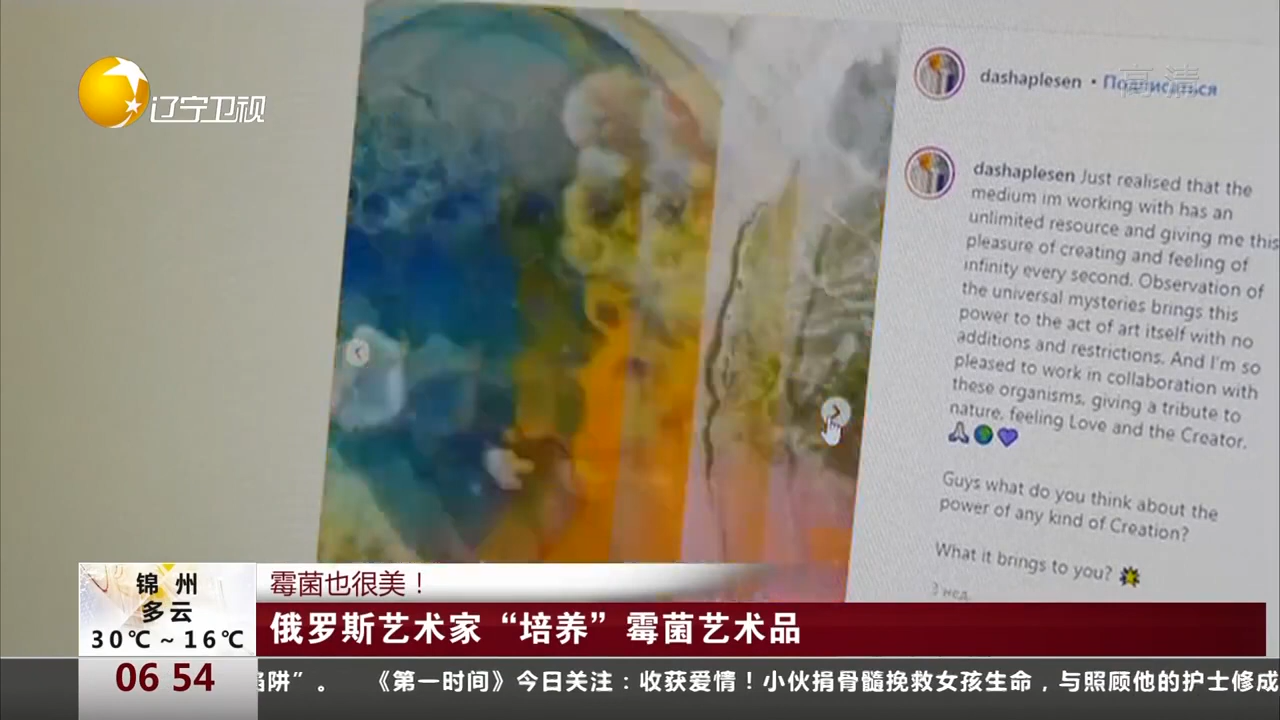 辽宁卫视
高清
dashaplesen • Подписаться
dashaplesen Just realised that the
medium im working with has an
unlimited resource and giving me this
pleasure of creating and feeling of
infinity every second. Observation of
the universal mysteries brings this
power to the act of art itself with no
additions and restrictions. And I'm so
pleased to work in collaboration with
these organisms, giving a tribute to
nature, feeling Love and the Creator.
🙏🌍💜
Guys what do you think about the
power of any kind of Creation?
What it brings to you? 💥
3 нед.
锦州
多云
30℃~16℃
06 54
霉菌也很美！
俄罗斯艺术家“培养”霉菌艺术品
陷阱”。 《第一时间》今日关注：收获爱情！小伙捐骨髓挽救女孩生命，与照顾他的护士修成